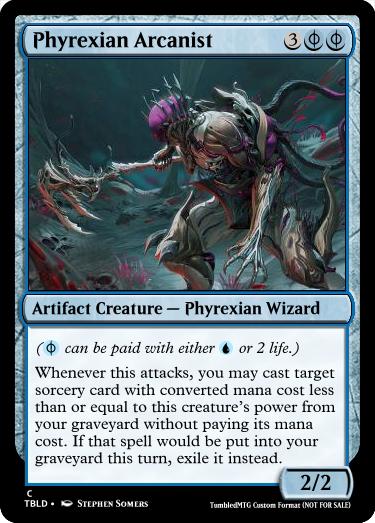 Phyrexian Arcanist 3
Artifact Creature — Phyrexian Wizard
( can be paid with either or 2 life.)
Whenever this attacks, you may cast target
sorcery card with converted mana cost less
than or equal to this creature's power from
your graveyard without paying its mana
cost. If that spell would be put into your
graveyard this turn, exile it instead.
2/2
C
TBLD • Stephen Somers
TumbledMTG Custom Format (NOT FOR SALE)